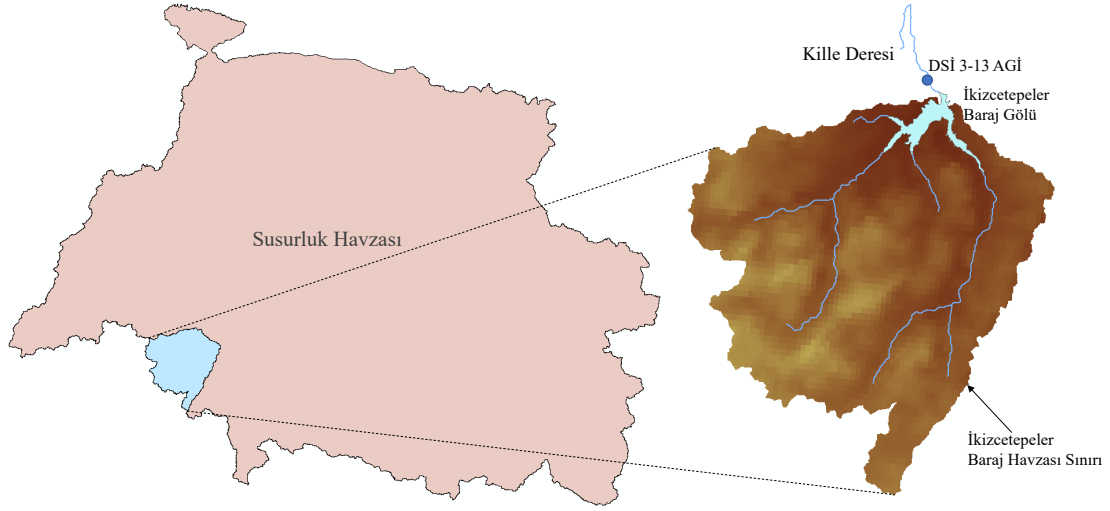 Susurluk Havzası
Kille Deresi
DSİ 3-13 AGİ
İkizcetepeler
Baraj Gölü
İkizcetepeler
Baraj Havzası Sınırı